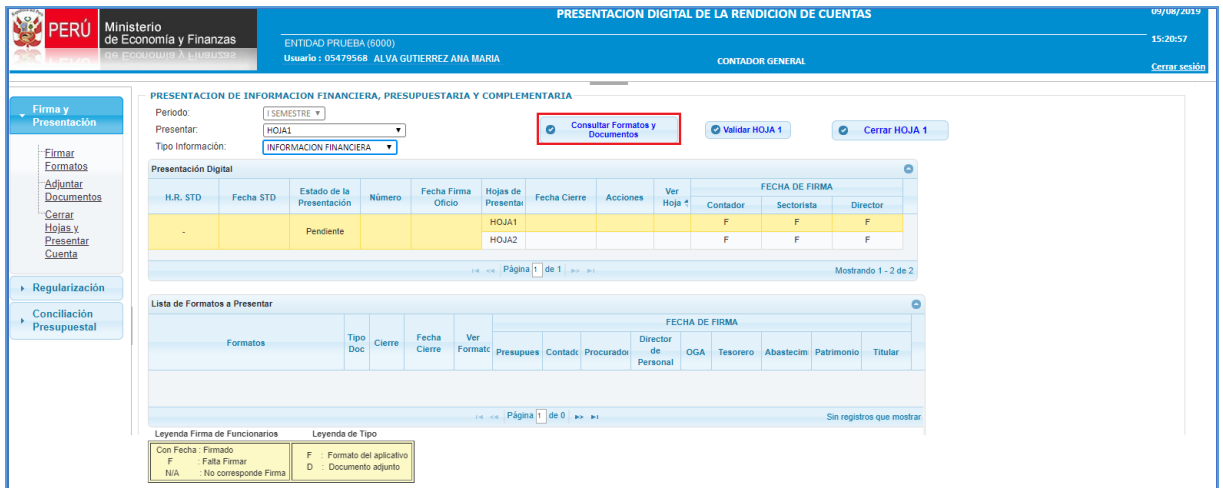 PRESENTACION DIGITAL DE LA RENDICION DE CUENTAS
09/08/2019
PERÚ
Ministerio
de Economía y Finanzas
ENTIDAD PRUEBA (6000)
15:20:57
Usuario : 05479568 ALVA GUTIERREZ ANA MARIA
CONTADOR GENERAL
Cerrar sesión
Firma y
Presentación
Firmar
Formatos
Adjuntar
Documentos
Cerrar
Hojas y
Presentar
Cuenta
Regularización
Conciliación
Presupuestal
PRESENTACION DE INFORMACION FINANCIERA, PRESUPUESTARIA Y COMPLEMENTARIA
Periodo: I SEMESTRE
Presentar: HOJA1
Tipo Información: INFORMACION FINANCIERA
Consultar Formatos y
Documentos
Validar HOJA 1
Cerrar HOJA 1
Presentación Digital
H.R. STD Fecha STD Estado de la Presentación Número Fecha Firma Oficio Hojas de Presentac Fecha Cierre Acciones Ver Hoja FECHA DE FIRMA
Contador Sectorista Director
- Pendiente HOJA1 F F F
HOJA2 F F F
Página 1 de 1
Mostrando 1 - 2 de 2
Lista de Formatos a Presentar
Formatos Tipo Doc Cierre Fecha Cierre Ver Formato FECHA DE FIRMA
Presupues Contado Procurador Director de Personal OGA Tesorero Abastecim Patrimonio Titular
Página 1 de 0
Sin registros que mostrar
Leyenda Firma de Funcionarios
Con Fecha : Firmado
F : Falta Firmar
N/A : No corresponde Firma
Leyenda de Tipo
F : Formato del aplicativo
D : Documento adjunto